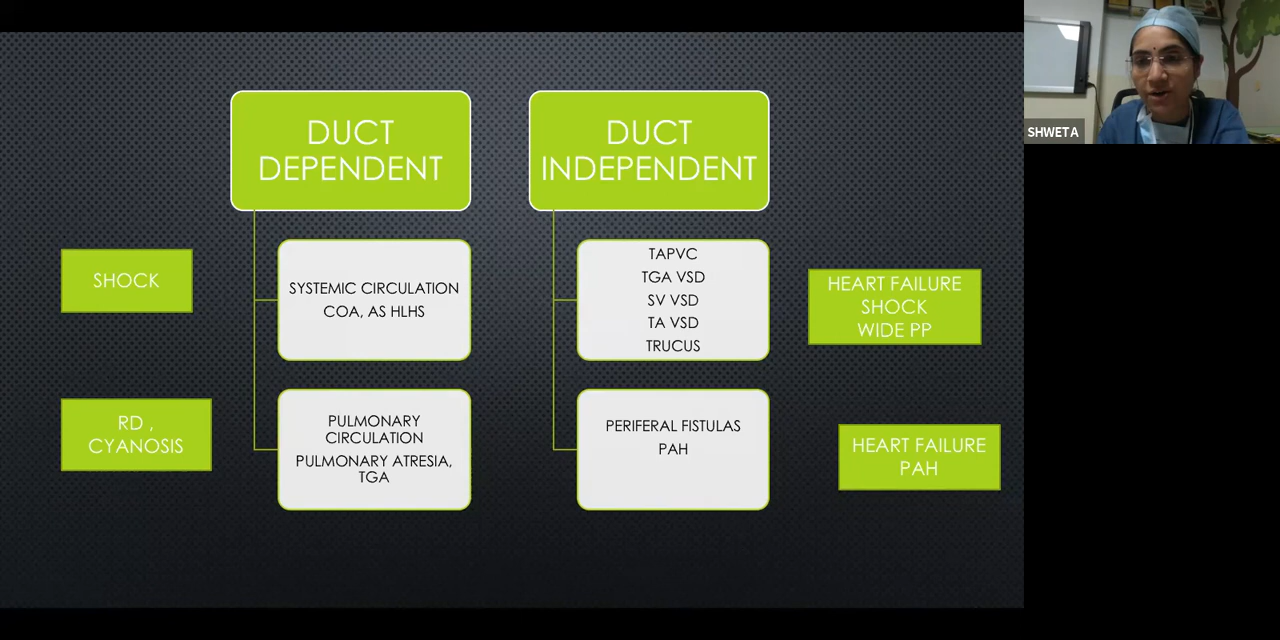 DUCT
DEPENDENT
SHOCK
SYSTEMIC CIRCULATION
COA, AS HLHS
RD ,
CYANOSIS
PULMONARY
CIRCULATION
PULMONARY ATRESIA,
TGA
DUCT
INDEPENDENT
TAPVC
TGA VSD
SV VSD
TA VSD
TRUCUS
HEART FAILURE
SHOCK
WIDE PP
PERIFERAL FISTULAS
PAH
HEART FAILURE
PAH
SHWETA